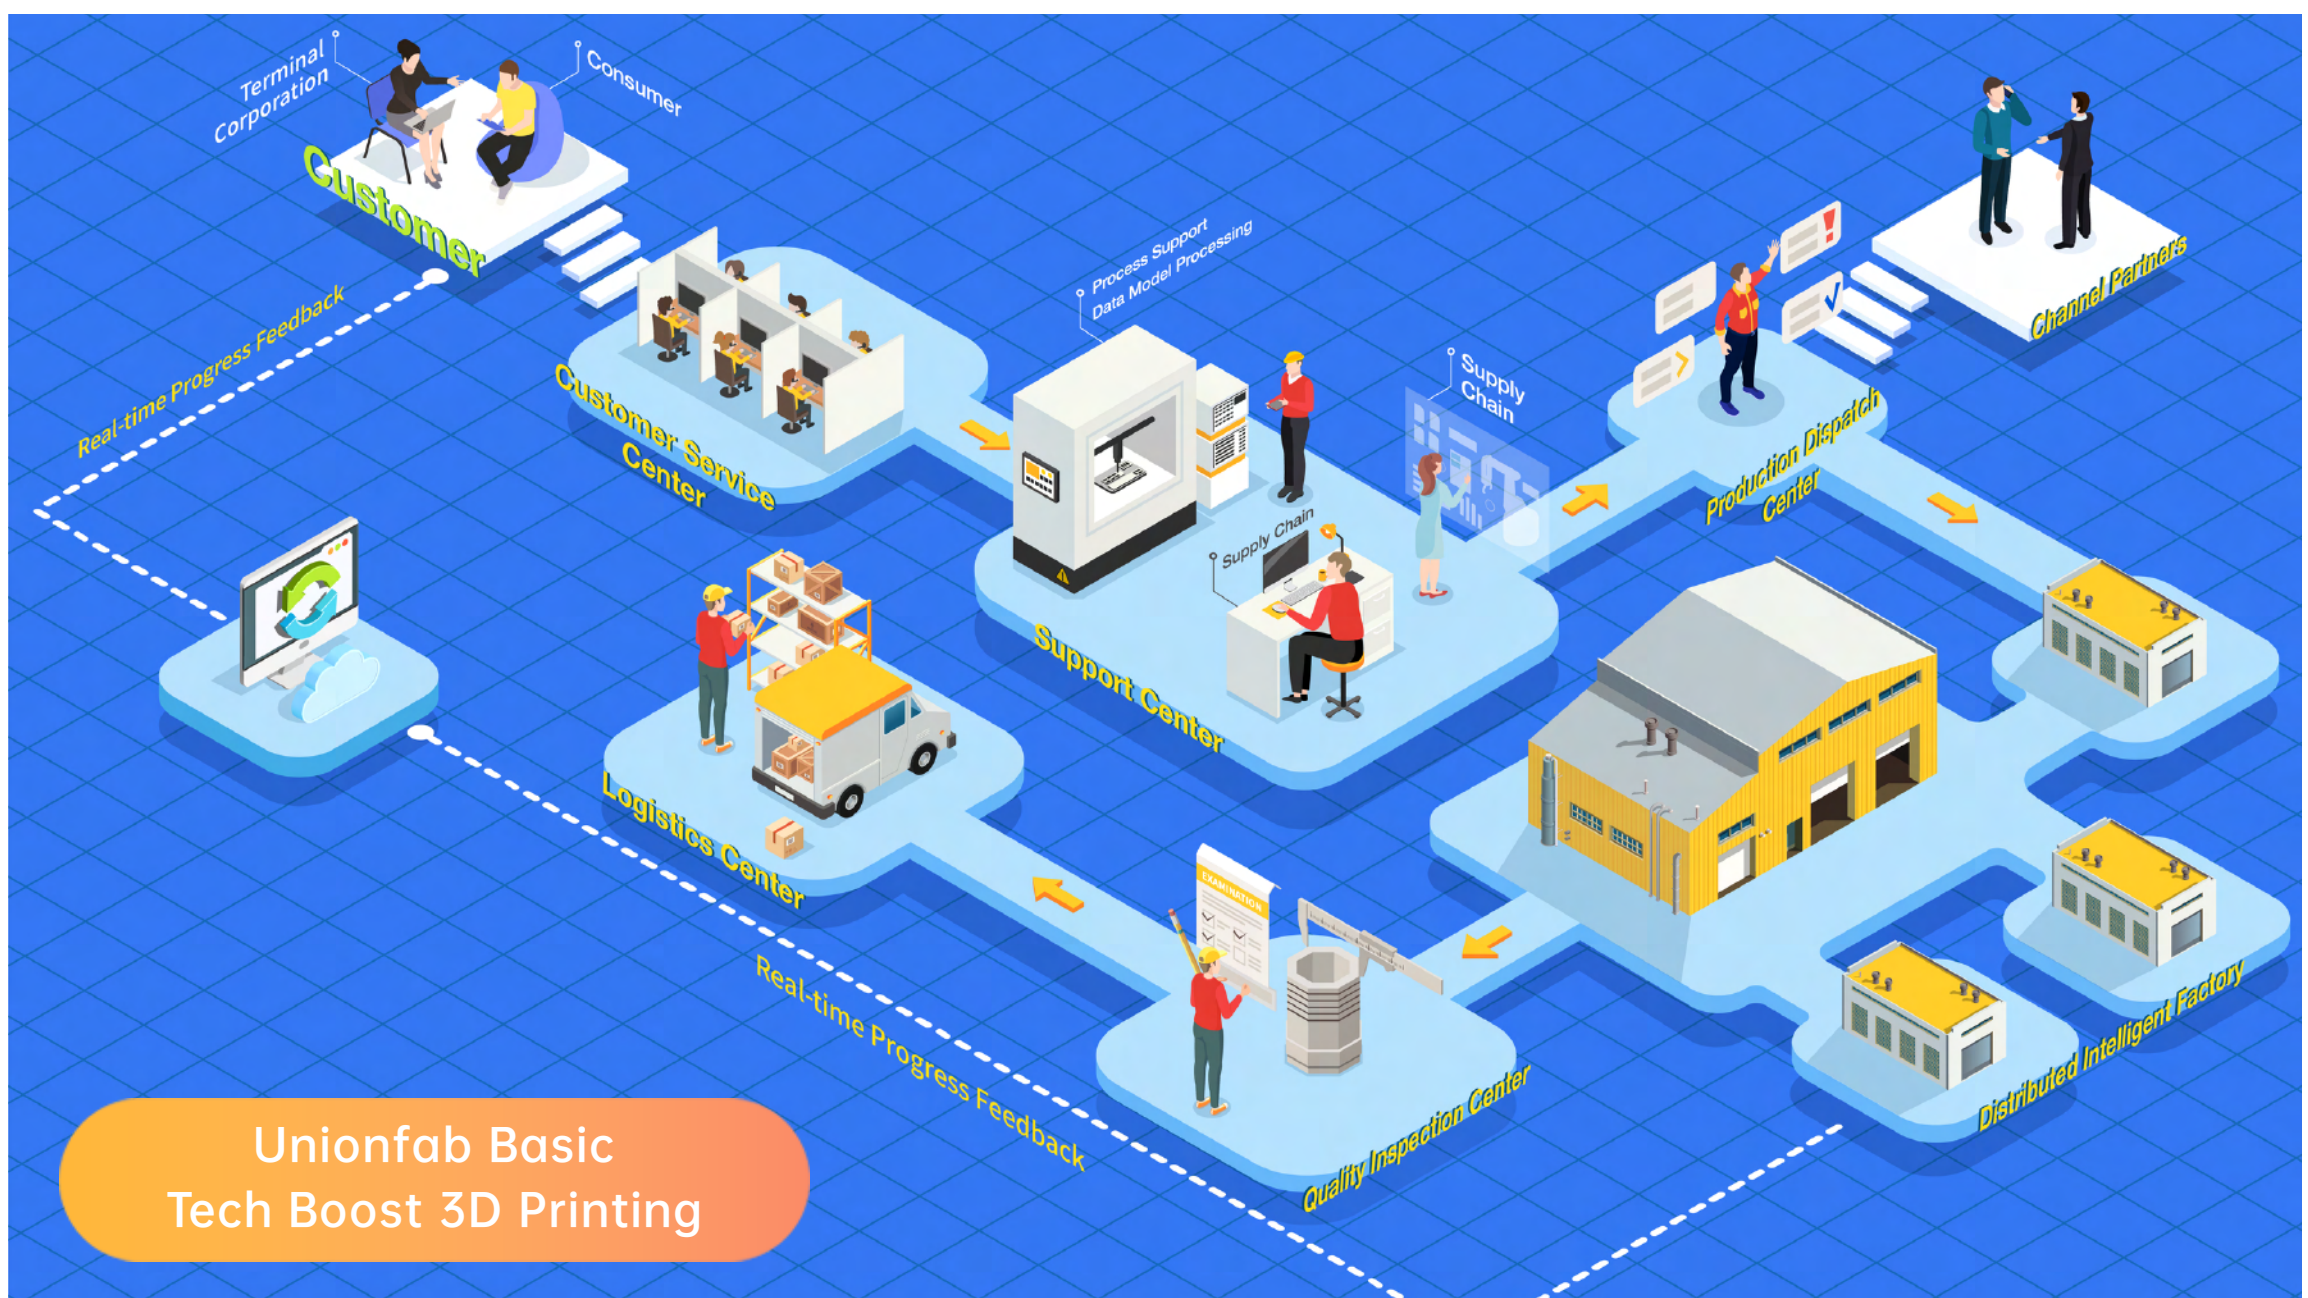 Terminal
Corporation
Consumer
Customer
Real-time Progress Feedback
Customer Service
Center
Process Support
Data Model Processing
Supply
Chain
Supply Chain
Support Center
Production Dispatch
Center
Channel Partners
Logistics Center
EXAMINATION
Quality Inspection Center
Distributed Intelligent Factory
Real-time Progress Feedback
Unionfab Basic
Tech Boost 3D Printing